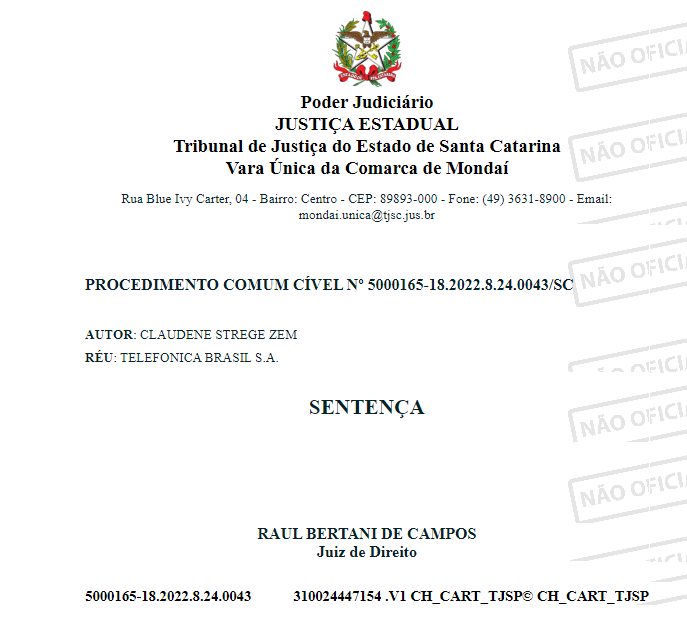 Poder Judiciário
JUSTIÇA ESTADUAL
Tribunal de Justiça do Estado de Santa Catarina
Vara Única da Comarca de Mondaí
Rua Blue Ivy Carter, 04 - Bairro: Centro - CEP: 89893-000 - Fone: (49) 3631-8900 - Email:
mondai.unica@tjsc.jus.br
PROCEDIMENTO COMUM CÍVEL Nº 5000165-18.2022.8.24.0043/SC
AUTOR: CLAUDENE STREGE ZEM
RÉU: TELEFONICA BRASIL S.A.
SENTENÇA
RAUL BERTANI DE CAMPOS
Juiz de Direito
5000165-18.2022.8.24.0043 310024447154 .V1 CH_CART_TJSP© CH_CART_TJSP
NÃO OFICI
NÃO OFICI
NÃO OFICI
NÃO OFICI
NÃO OFICI